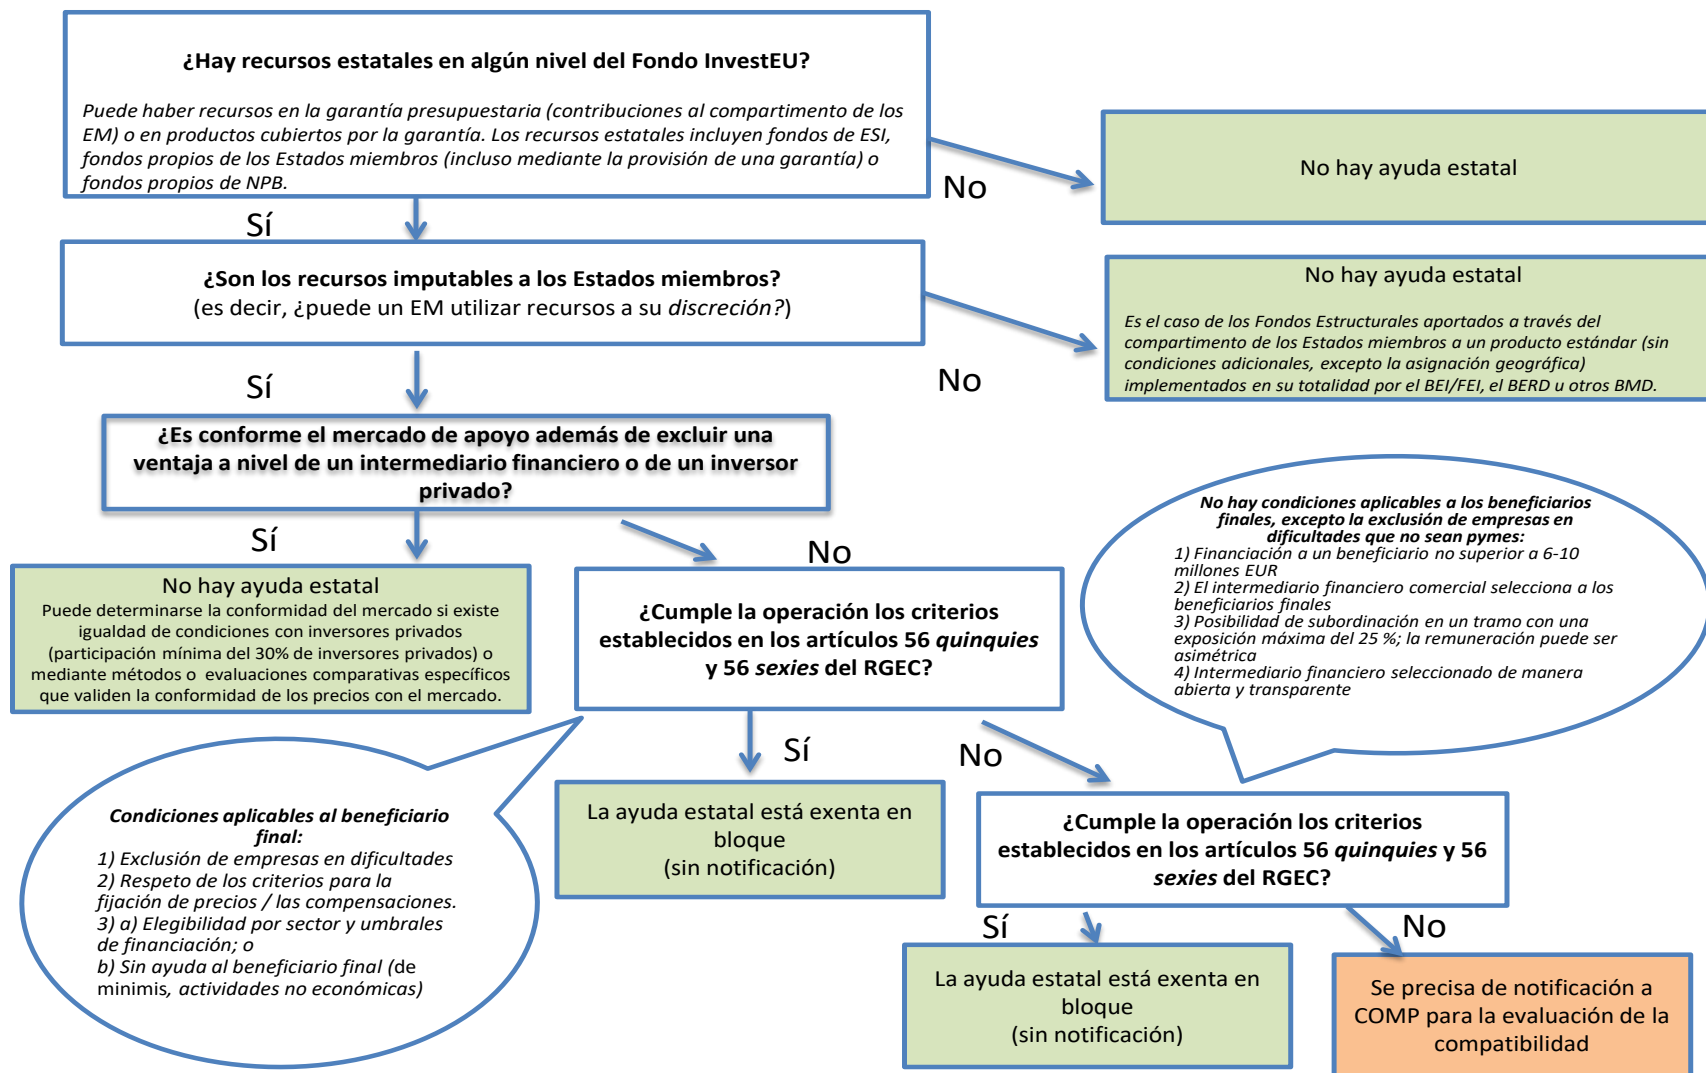 ¿Hay recursos estatales en algún nivel del Fondo InvestEU?
Puede haber recursos en la garantía presupuestaria (contribuciones al compartimento de los
EM) o en productos cubiertos por la garantía. Los recursos estatales incluyen fondos de ESI,
fondos propios de los Estados miembros (incluso mediante la provisión de una garantía) o
fondos propios de NPB.
No
No hay ayuda estatal
Sí
¿Son los recursos imputables a los Estados miembros?
(es decir, ¿puede un EM utilizar recursos a su discreción?)
No
No hay ayuda estatal
Es el caso de los Fondos Estructurales aportados a través del
compartimento de los Estados miembros a un producto estándar (sin
condiciones adicionales, excepto la asignación geográfica)
implementados en su totalidad por el BEI/FEI, el BERD u otros BMD.
Sí
¿Es conforme el mercado de apoyo además de excluir una
ventaja a nivel de un intermediario financiero o de un inversor
privado?
Sí
No
No hay ayuda estatal
Puede determinarse la conformidad del mercado si existe
igualdad de condiciones con inversores privados
(participación mínima del 30% de inversores privados) o
mediante métodos o evaluaciones comparativas específicos
que validen la conformidad de los precios con el mercado.
¿Cumple la operación los criterios
establecidos en los artículos 56 quinquies
y 56 sexies del RGEC?
No hay condiciones aplicables a los beneficiarios
finales, excepto la exclusión de empresas en
dificultades que no sean pymes:
1) Financiación a un beneficiario no superior a 6-10
millones EUR
2) El intermediario financiero comercial selecciona a los
beneficiarios finales
3) Posibilidad de subordinación en un tramo con una
exposición máxima del 25 %; la remuneración puede ser
asimétrica
4) Intermediario financiero seleccionado de manera
abierta y transparente
Sí
No
Condiciones aplicables al beneficiario
final:
1) Exclusión de empresas en dificultades
2) Respeto de los criterios para la
fijación de precios / las compensaciones.
3) a) Elegibilidad por sector y umbrales
de financiación; o
b) Sin ayuda al beneficiario final (de
minimis, actividades no económicas)
La ayuda estatal está exenta en
bloque
(sin notificación)
¿Cumple la operación los criterios
establecidos en los artículos 56 quinquies y 56
sexies del RGEC?
Sí
No
La ayuda estatal está exenta en
bloque
(sin notificación)
Se precisa de notificación a
COMP para la evaluación de la
compatibilidad